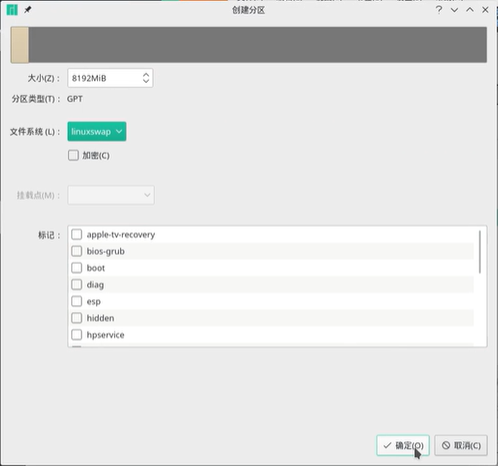 创建分区
大小(Z)： 8192MiB
分区类型(T)： GPT
文件系统 (L)： linuxswap
加密(C)
挂载点(M)：
标记： apple-tv-recovery
bios-grub
boot
diag
esp
hidden
hpservice
确定(O) 取消(C)